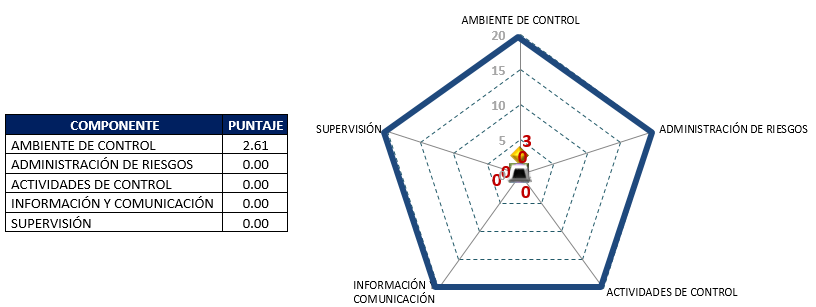 COMPONENTE PUNTAJE
AMBIENTE DE CONTROL 2.61
ADMINISTRACIÓN DE RIESGOS 0.00
ACTIVIDADES DE CONTROL 0.00
INFORMACIÓN Y COMUNICACIÓN 0.00
SUPERVISIÓN 0.00
AMBIENTE DE CONTROL
20
15
10
5
3
0
0
0
0
SUPERVISIÓN
ADMINISTRACIÓN DE RIESGOS
INFORMACIÓN
COMUNICACIÓN
ACTIVIDADES DE CONTROL